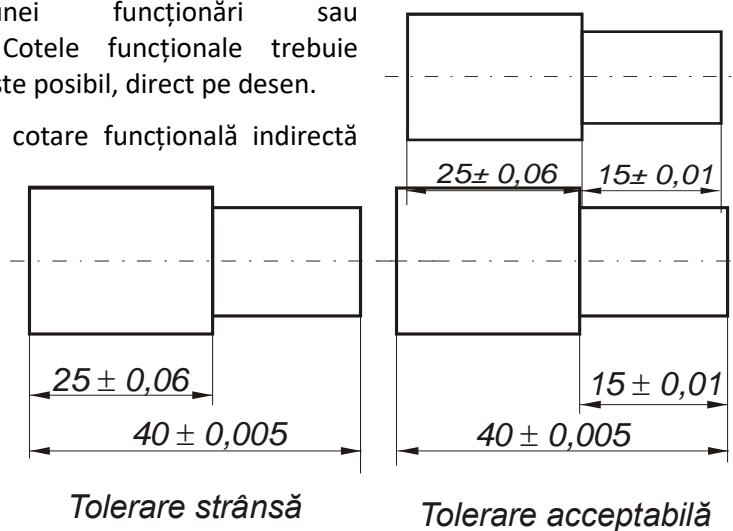 unei funcționări sau
Cotele funcționale trebuie
ste posibil, direct pe desen.
cotare funcțională indirectă
25± 0,06
15± 0,01
25 ± 0,06
15 ± 0,01
40 ± 0,005
40 ± 0,005
Tolerare strânsă
Tolerare acceptabilă